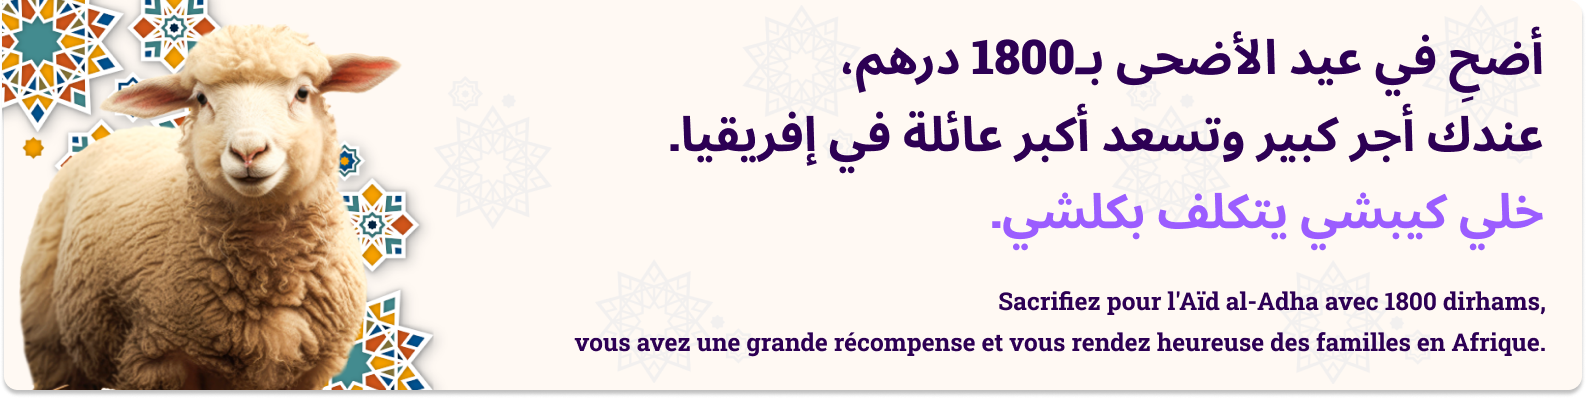 أضحِ في عيد الأضحى بـ1800 درهم،
عندك أجر كبير وتسعد أكبر عائلة في إفريقيا.
خلي كيبشي يتكلف بكلشي.
Sacrifiez pour l'Aïd al-Adha avec 1800 dirhams,
vous avez une grande récompense et vous rendez heureuse des familles en Afrique.